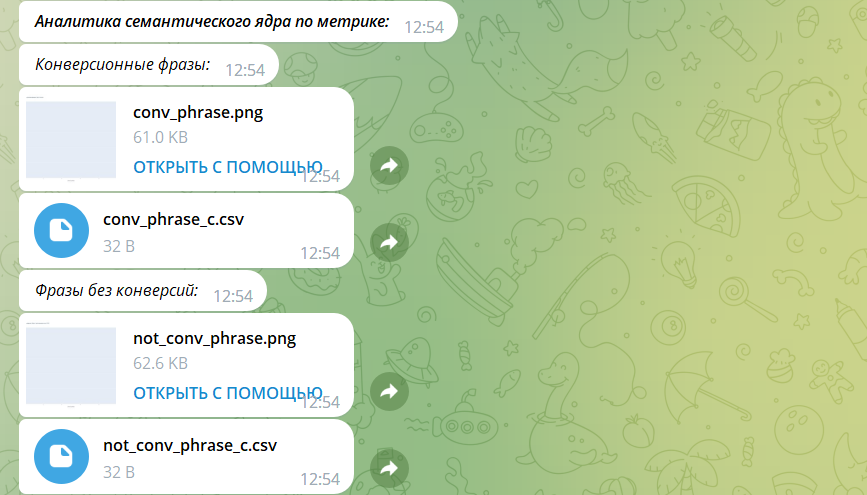 Аналитика семантического ядра по метрике: 12:54
Конверсионные фразы: 12:54
conv_phrase.png
61.0 KB
ОТКРЫТЬ С ПОМОЩЬЮ
12:54
conv_phrase_c.csv
32 B
12:54
Фразы без конверсий: 12:54
not_conv_phrase.png
62.6 KB
ОТКРЫТЬ С ПОМОЩЬЮ
12:54
not_conv_phrase_c.csv
32 B
12:54